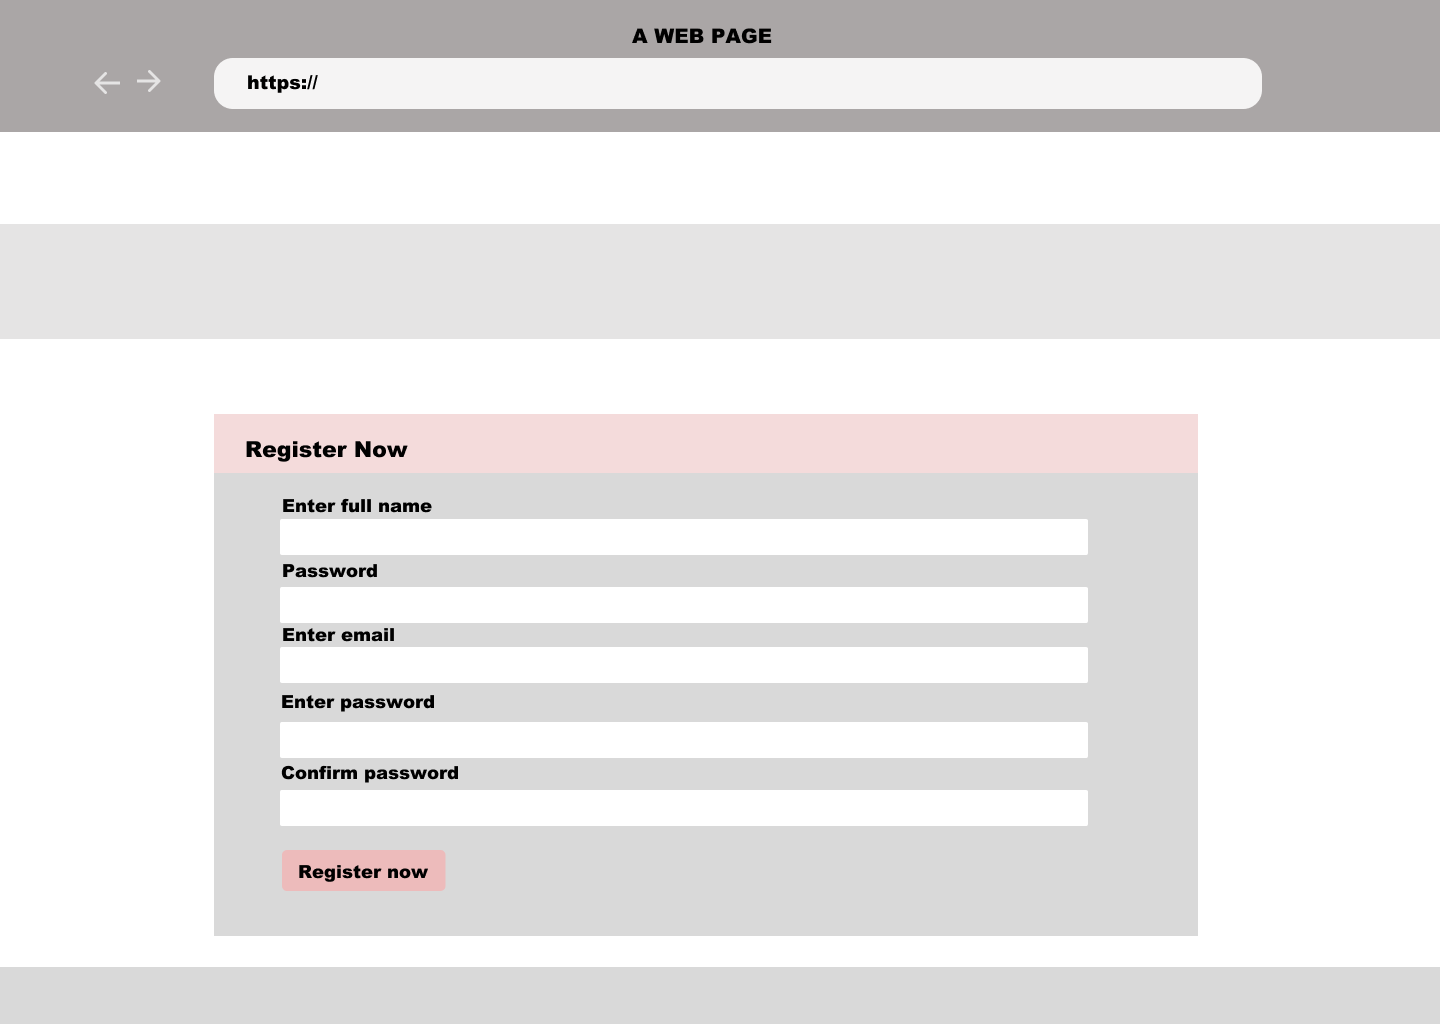 A WEB PAGE
https://
Register Now
Enter full name
Password
Enter email
Enter password
Confirm password
Register now